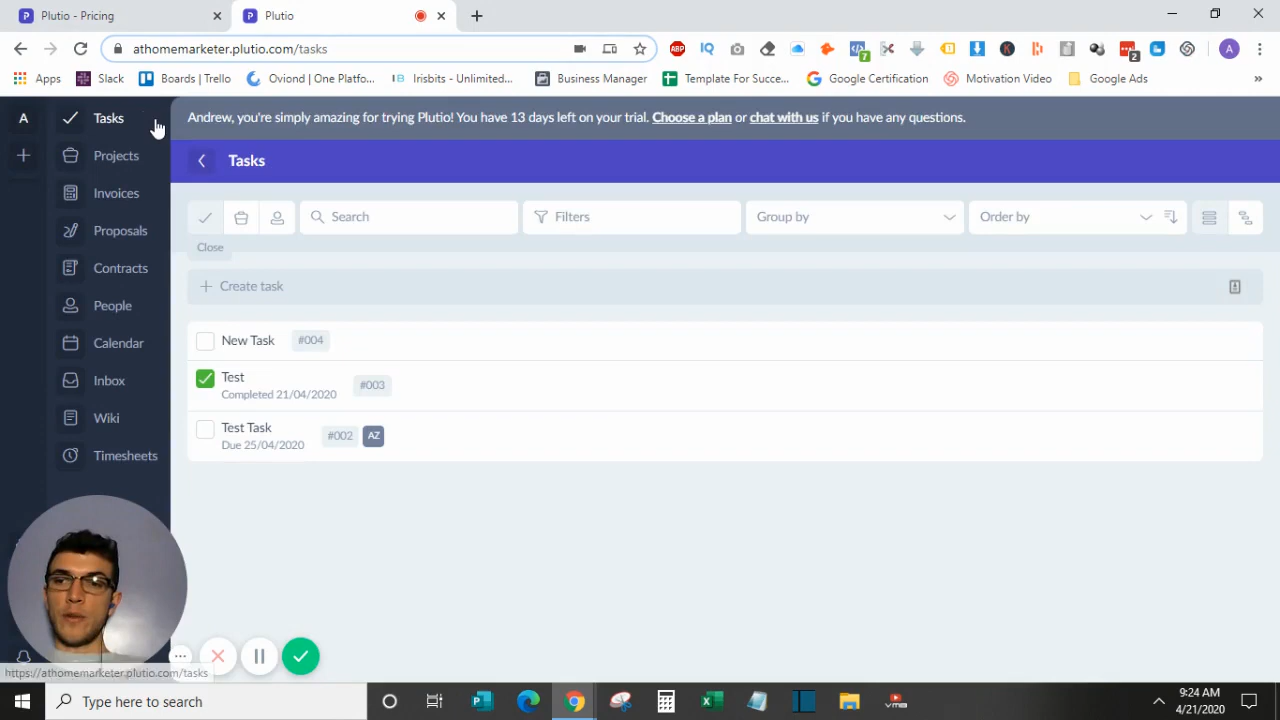 Plutio - Pricing
Plutio
athomemarketer.plutio.com/tasks
ABP
IQ
7
2
A
Apps
Slack
Boards | Trello
Oviond | One Platfo...
Irisbits - Unlimited...
Business Manager
Template For Succe...
Google Certification
Motivation Video
Google Ads
»
A
Tasks
Projects
Invoices
Proposals
Contracts
People
Calendar
Inbox
Wiki
Timesheets
Andrew, you're simply amazing for trying Plutio! You have 13 days left on your trial. Choose a plan or chat with us if you have any questions.
Tasks
Search
Filters
Group by
Order by
Close
+ Create task
New Task #004
Test
Completed 21/04/2020
#003
Test Task
Due 25/04/2020
#002
AZ
https://athomemarketer.plutio.com/tasks
Type here to search
9:24 AM
4/21/2020